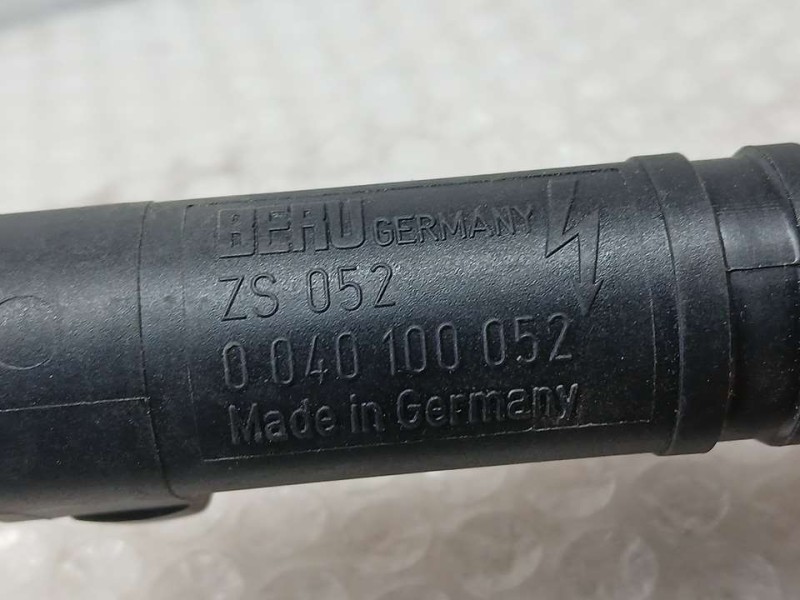 BERU GERMANY
ZS 052
0 040 100 052
Made in Germany